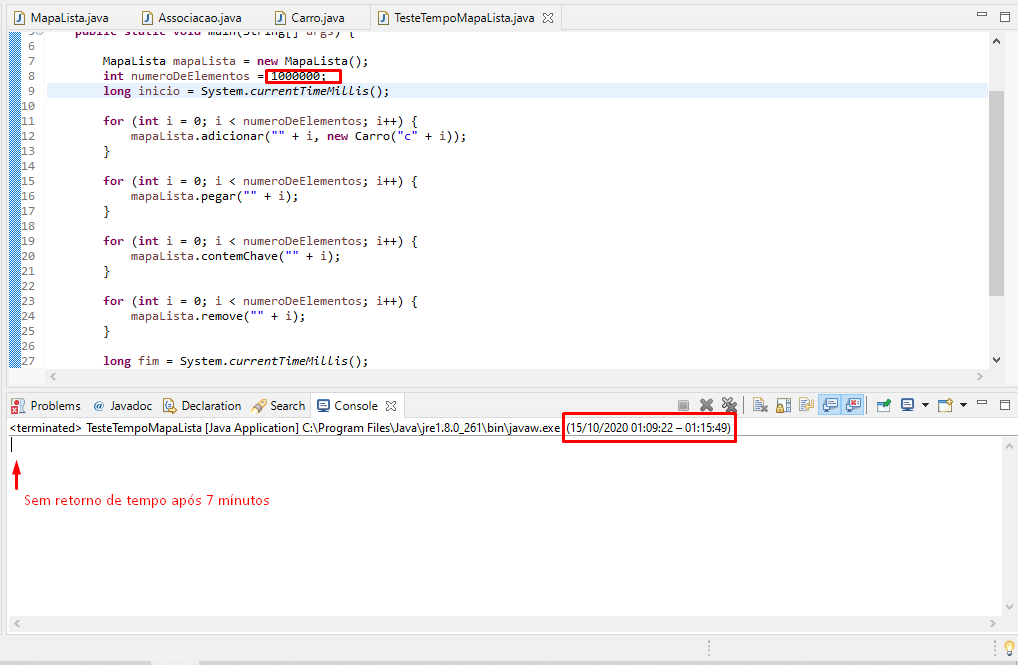 MapaLista.java Associacao.java Carro.java TesteTempoMapaLista.java
5 public static void main(String[] args) {
6
7 MapaLista mapaLista = new MapaLista();
8 int numeroDeElementos = 1000000;
9 long inicio = System.currentTimeMillis();
10
11 for (int i = 0; i < numeroDeElementos; i++) {
12 mapaLista.adicionar("" + i, new Carro("c" + i));
13 }
14
15 for (int i = 0; i < numeroDeElementos; i++) {
16 mapaLista.pegar("" + i);
17 }
18
19 for (int i = 0; i < numeroDeElementos; i++) {
20 mapaLista.contemChave("" + i);
21 }
22
23 for (int i = 0; i < numeroDeElementos; i++) {
24 mapaLista.remove("" + i);
25 }
26
27 long fim = System.currentTimeMillis();
Problems @ Javadoc Declaration Search Console
<terminated> TesteTempoMapaLista [Java Application] C:\Program Files\Java\jre1.8.0_261\bin\javaw.exe (15/10/2020 01:09:22 – 01:15:49)
Sem retorno de tempo após 7 mínutos